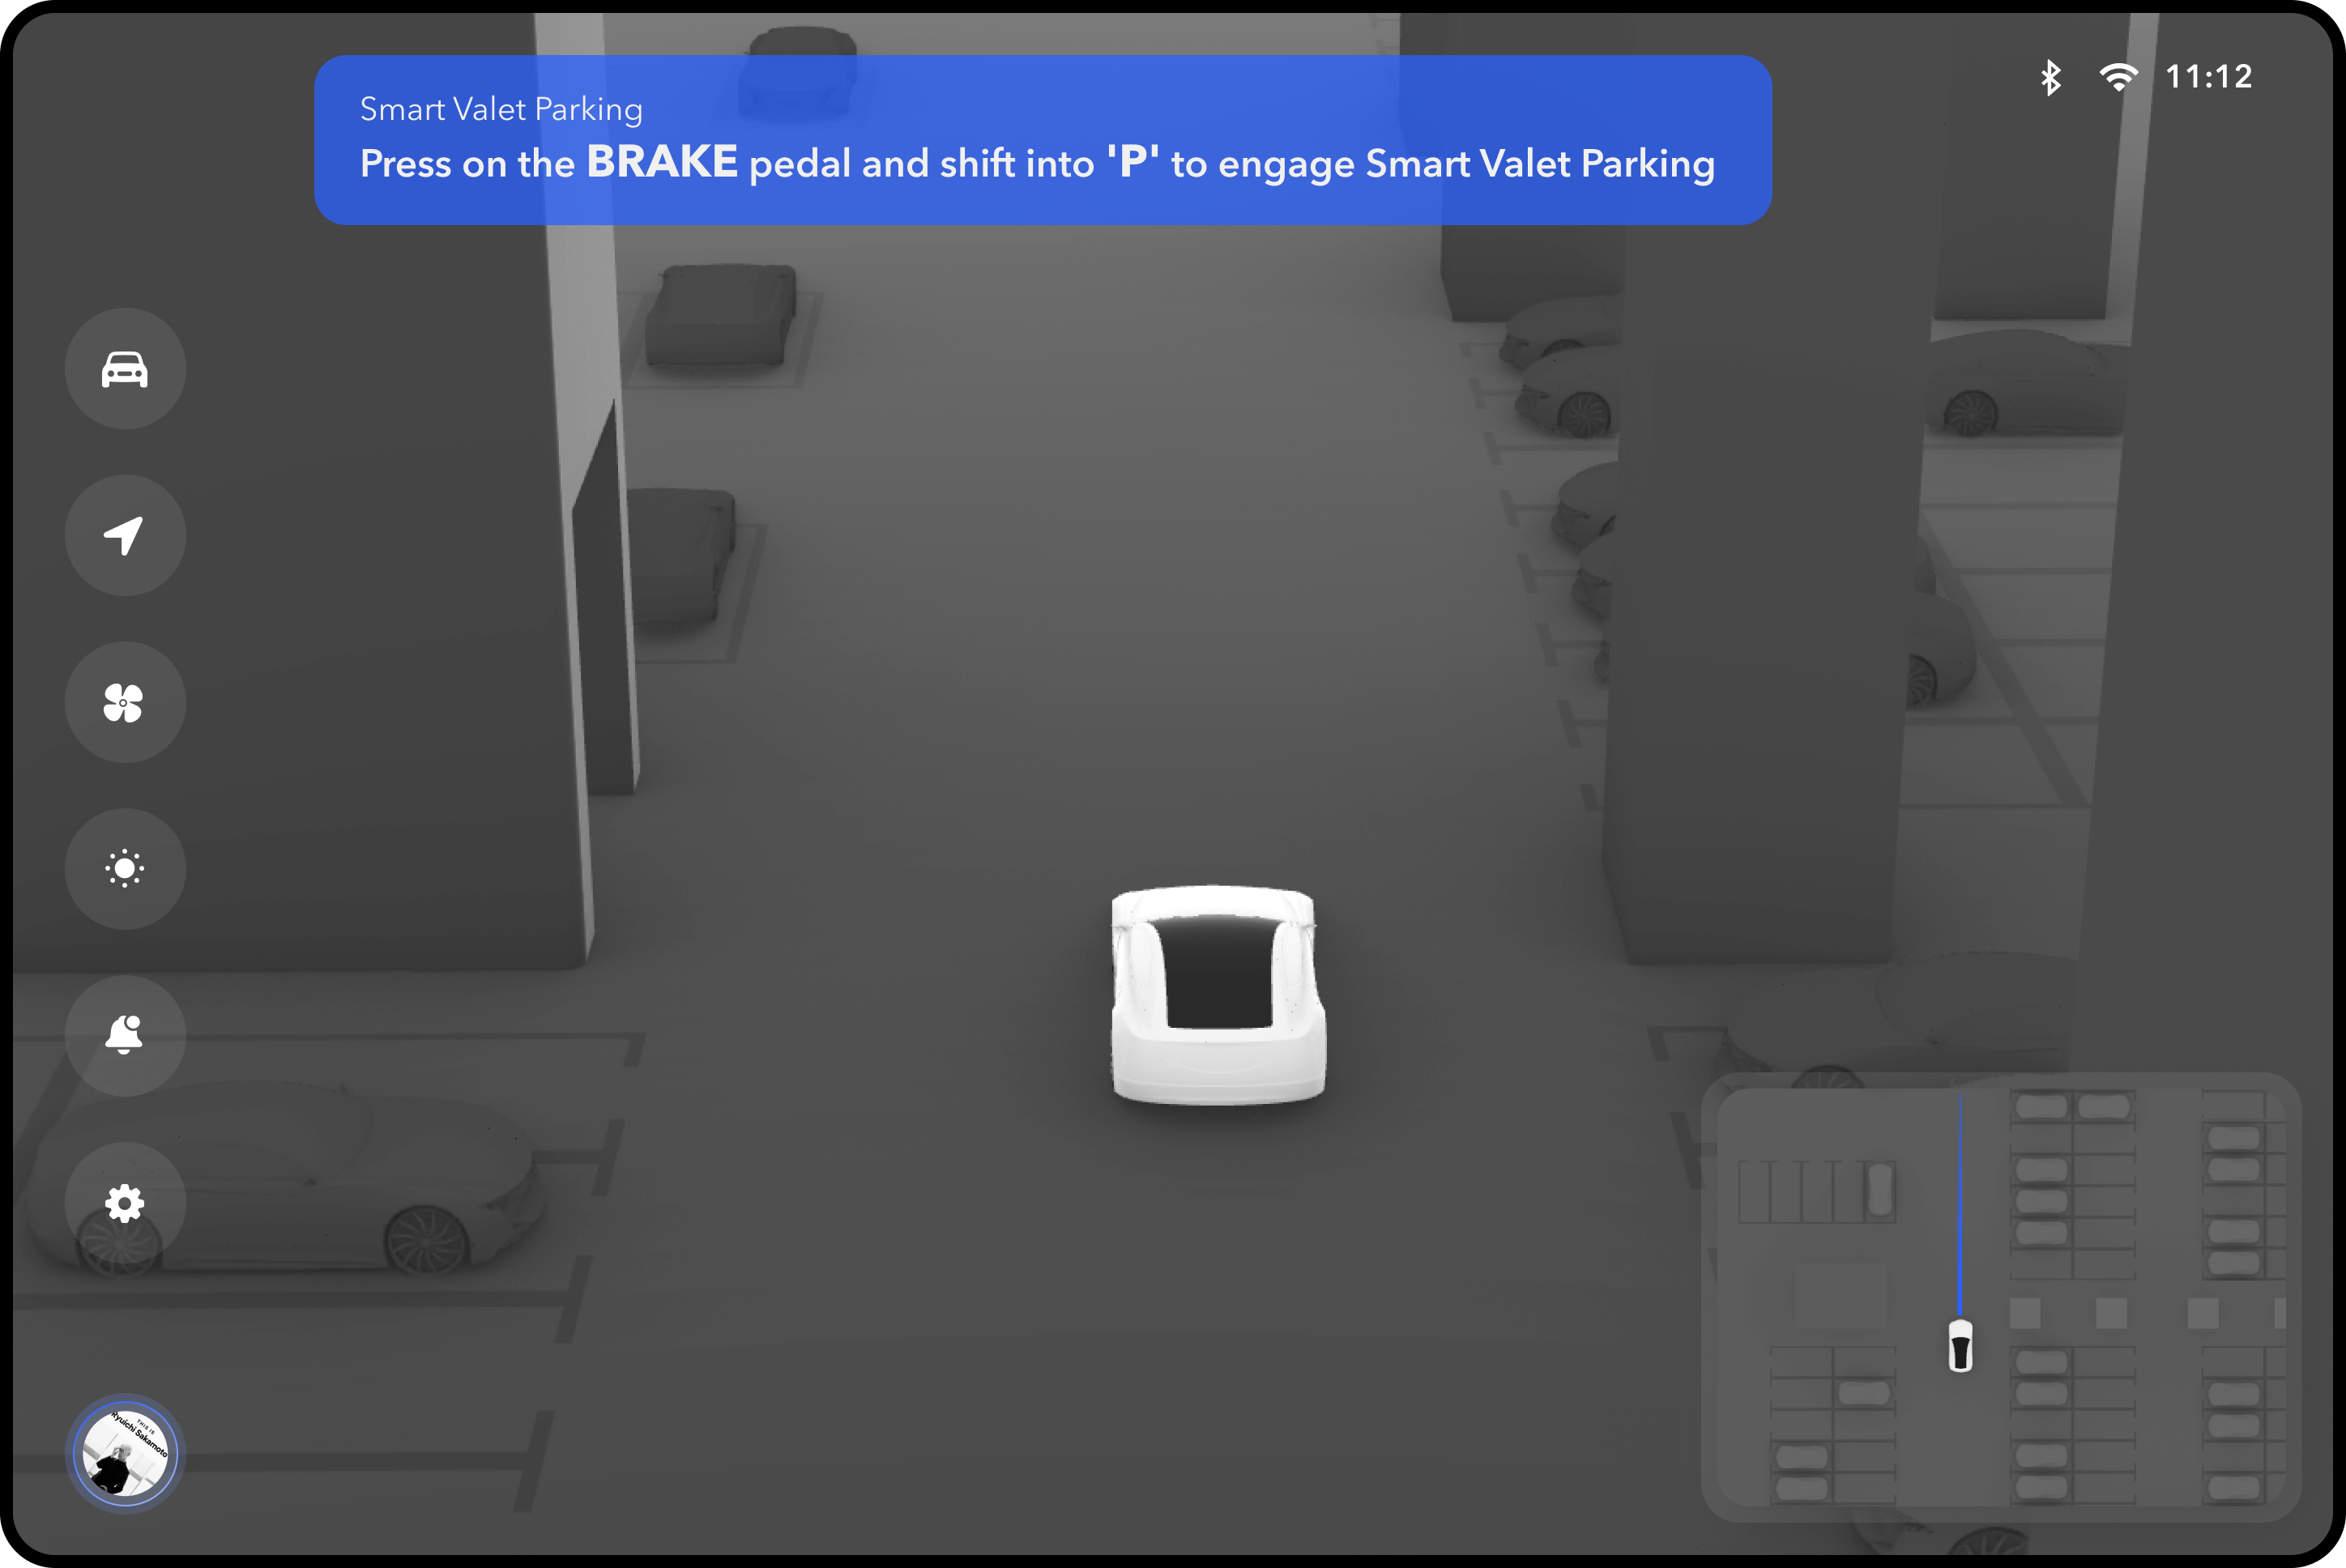 Smart Valet Parking
Press on the BRAKE pedal and shift into 'P' to engage Smart Valet Parking
11:12
THIS IS
Ryuichi Sakamoto